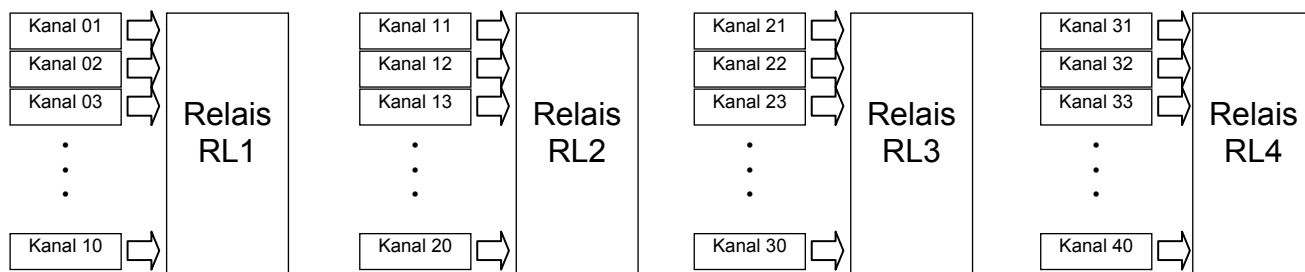 Kanal 01
Kanal 02
Kanal 03
Kanal 10
Relais
RL1
Kanal 11
Kanal 12
Kanal 13
Kanal 20
Relais
RL2
Kanal 21
Kanal 22
Kanal 23
Kanal 30
Relais
RL3
Kanal 31
Kanal 32
Kanal 33
Kanal 40
Relais
RL4